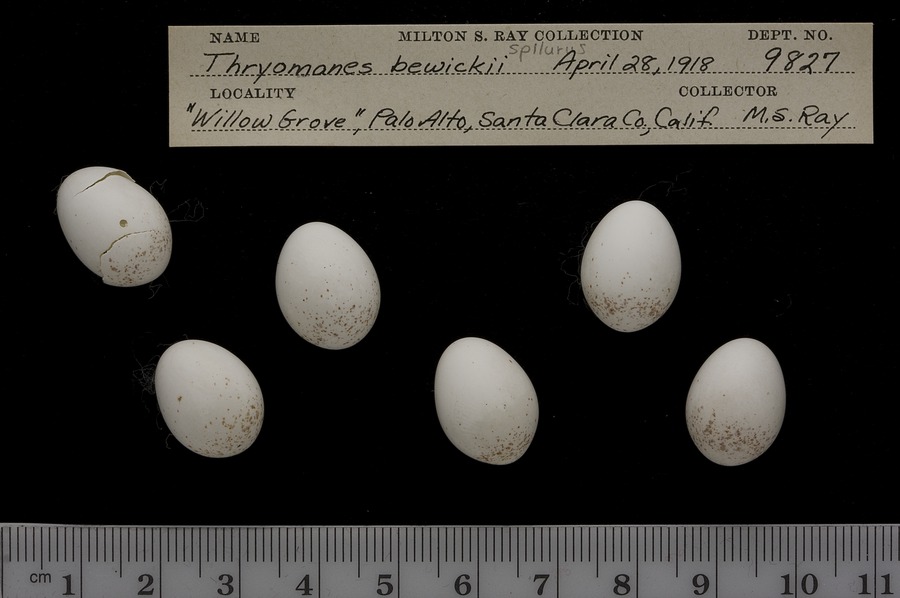 NAME MILTON S. RAY COLLECTION DEPT. NO.
spilurus
Thryomanes bewickii April 28, 1918 9827
LOCALITY COLLECTOR
"Willow Grove", Palo Alto, Santa Clara Co., Calif. M.S. Ray
cm 1 2 3 4 5 6 7 8 9 10 11